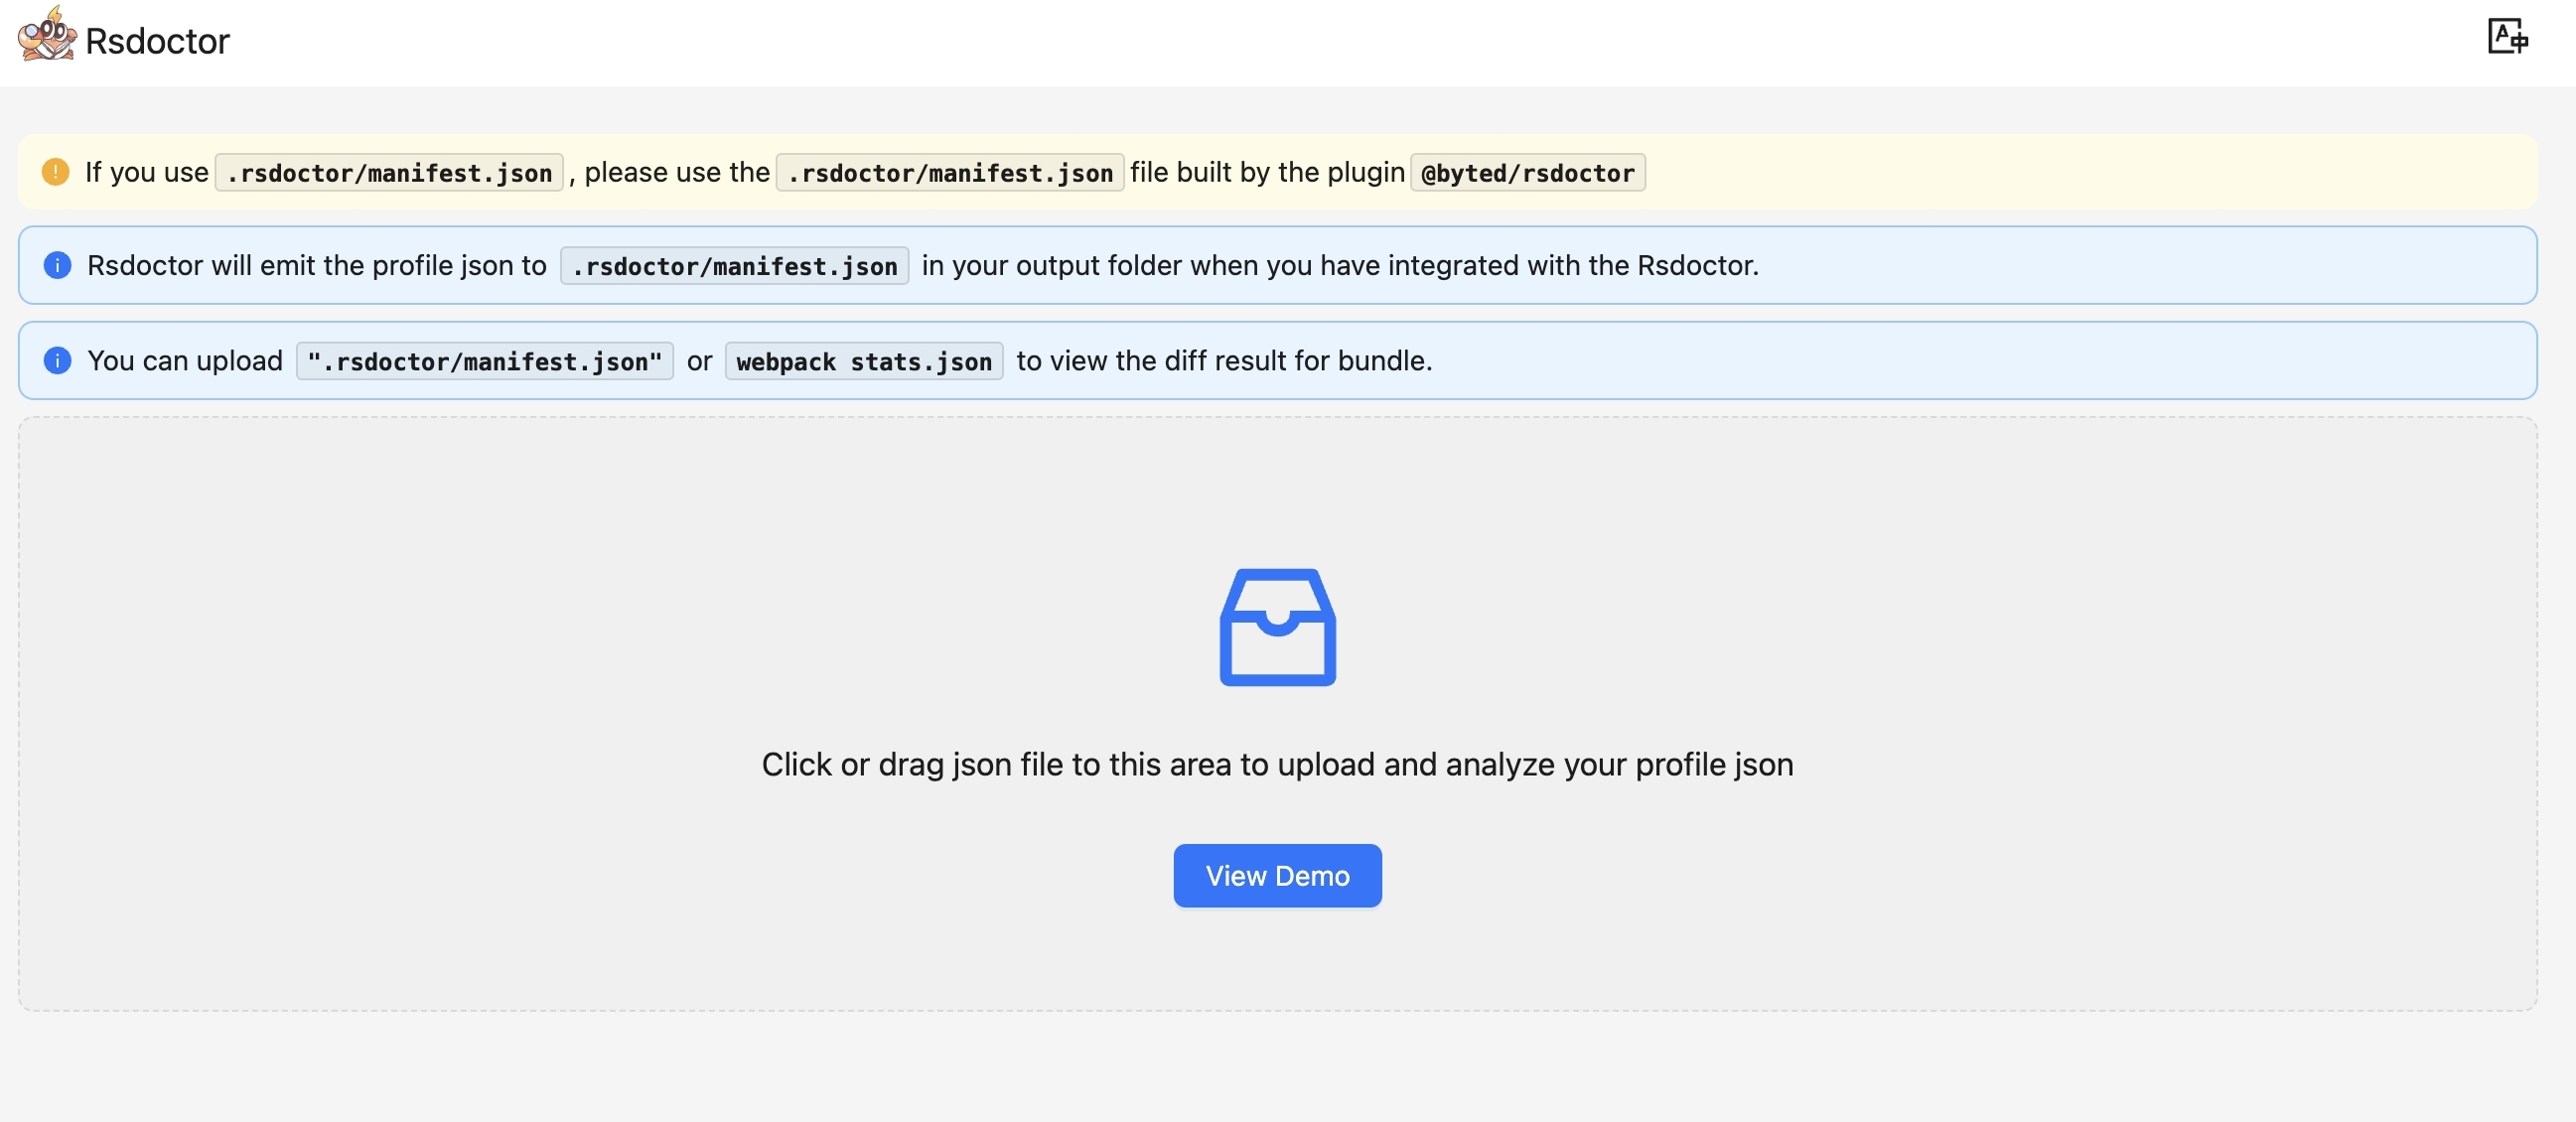 Rsdoctor
If you use .rsdoctor/manifest.json , please use the .rsdoctor/manifest.json file built by the plugin @byted/rsdoctor
Rsdoctor will emit the profile json to .rsdoctor/manifest.json in your output folder when you have integrated with the Rsdoctor.
You can upload ".rsdoctor/manifest.json" or webpack stats.json to view the diff result for bundle.
Click or drag json file to this area to upload and analyze your profile json
View Demo